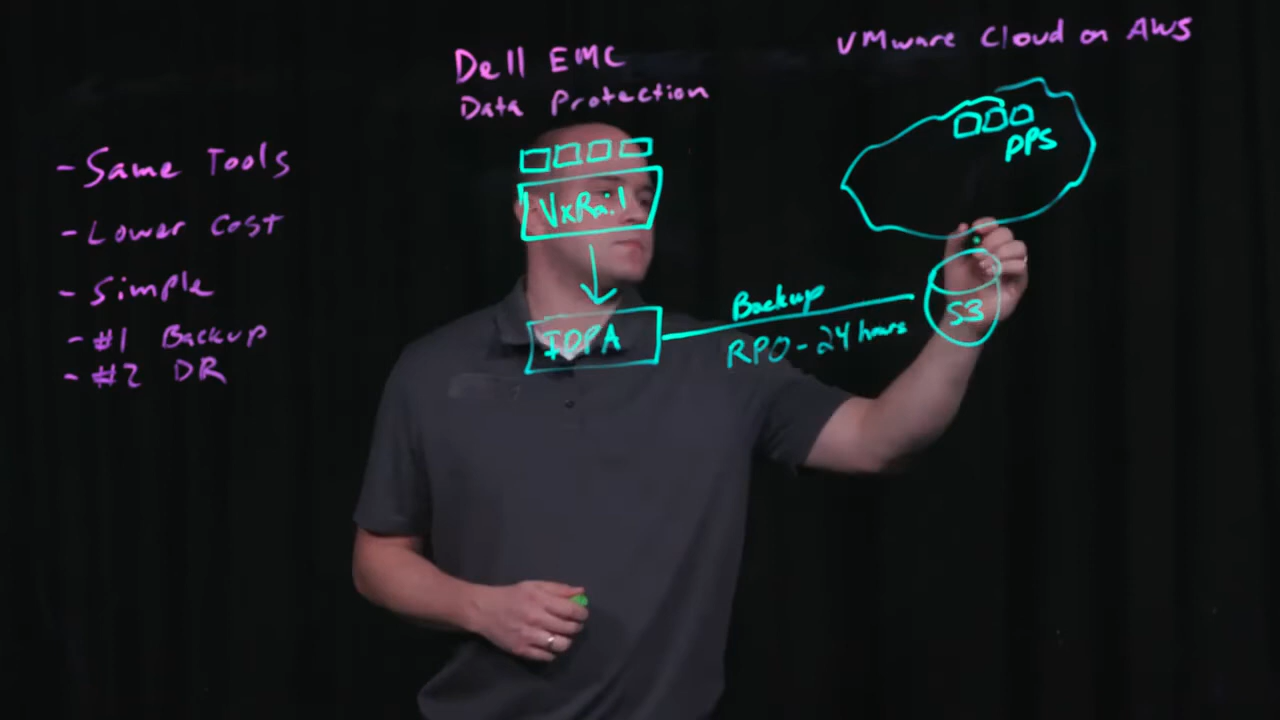 Dell EMC
Data Protection
VMware Cloud on AWS
- Same Tools
- Lower Cost
- Simple
- #1 Backup
- #2 DR
VxRail
IDPA
Backup
RPO - 24 hours
S3
PPS